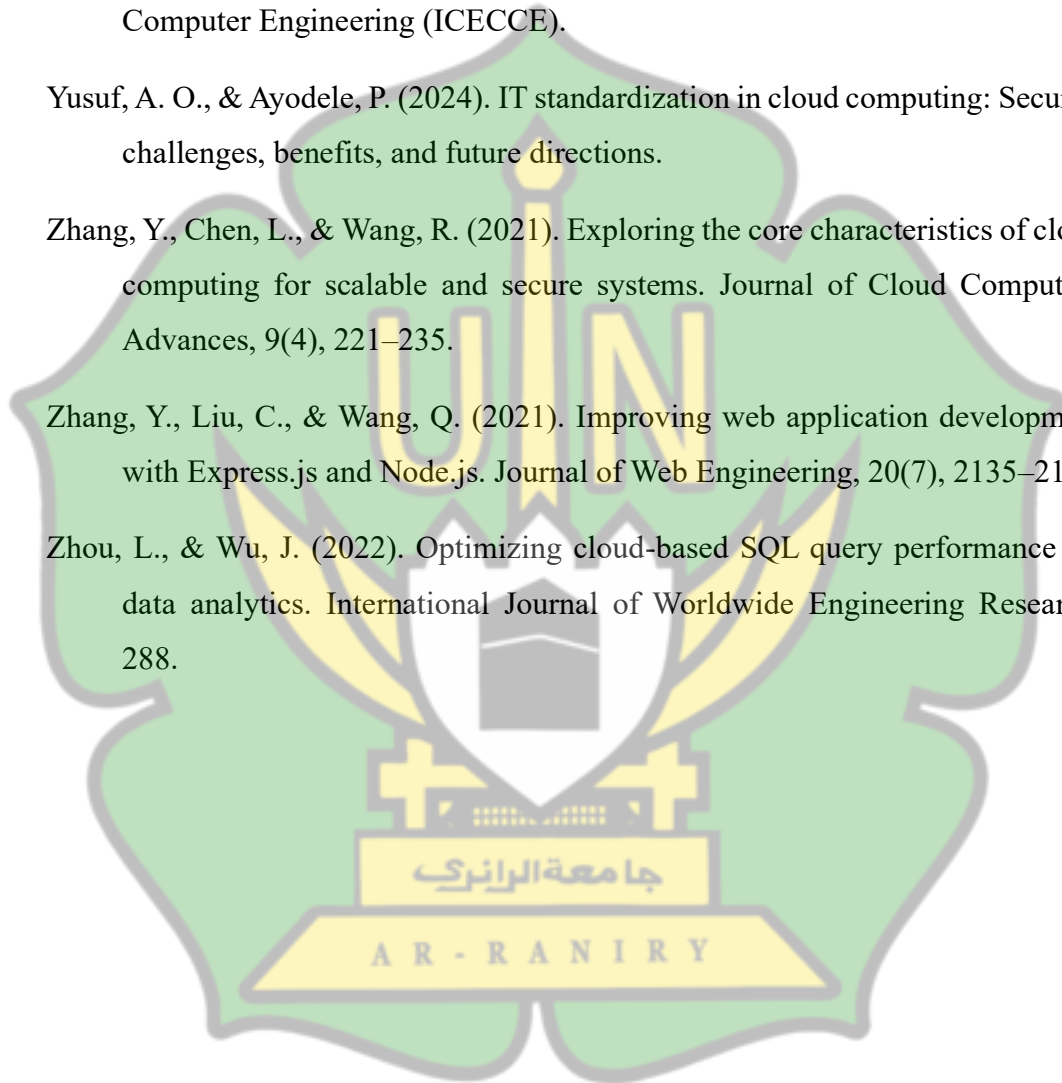 Computer Engineering (ICECCE).
Yusuf, A. O., & Ayodele, P. (2024). IT standardization in cloud computing: Secu
challenges, benefits, and future directions.
Zhang, Y., Chen, L., & Wang, R. (2021). Exploring the core characteristics of clo
computing for scalable and secure systems. Journal of Cloud Comput
Advances, 9(4), 221–235.
Zhang, Y., Liu, C., & Wang, Q. (2021). Improving web application developm
with Express.js and Node.js. Journal of Web Engineering, 20(7), 2135–21
Zhou, L., & Wu, J. (2022). Optimizing cloud-based SQL query performance
data analytics. International Journal of Worldwide Engineering Resear
288.
UIN
جامعة الرانري
AR-RANIRY